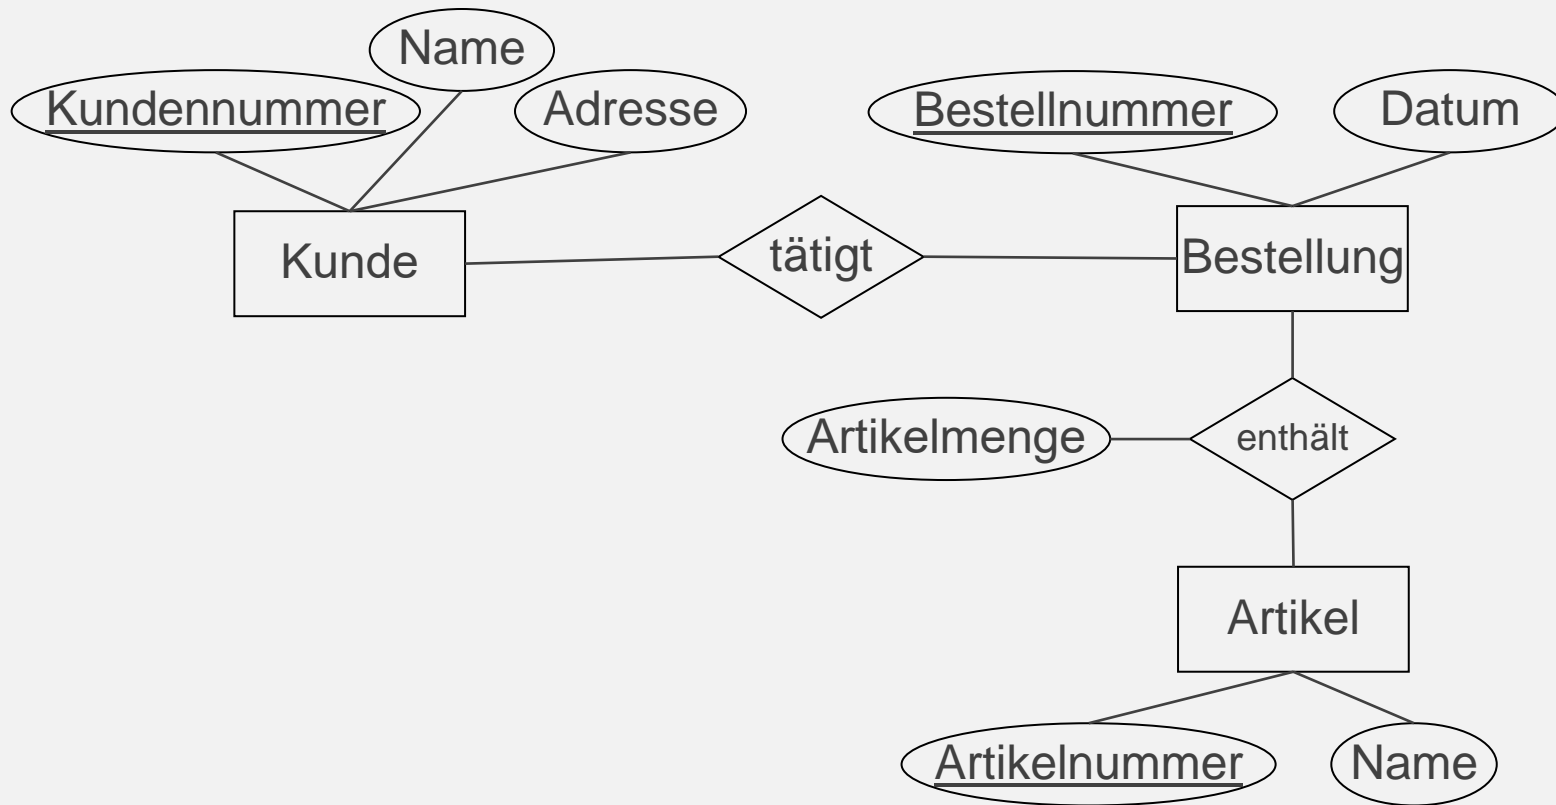 Name
Kundennummer
Adresse
Bestellnummer
Datum
Kunde
tätigt
Bestellung
Artikelmenge
enthält
Artikel
Artikelnummer
Name